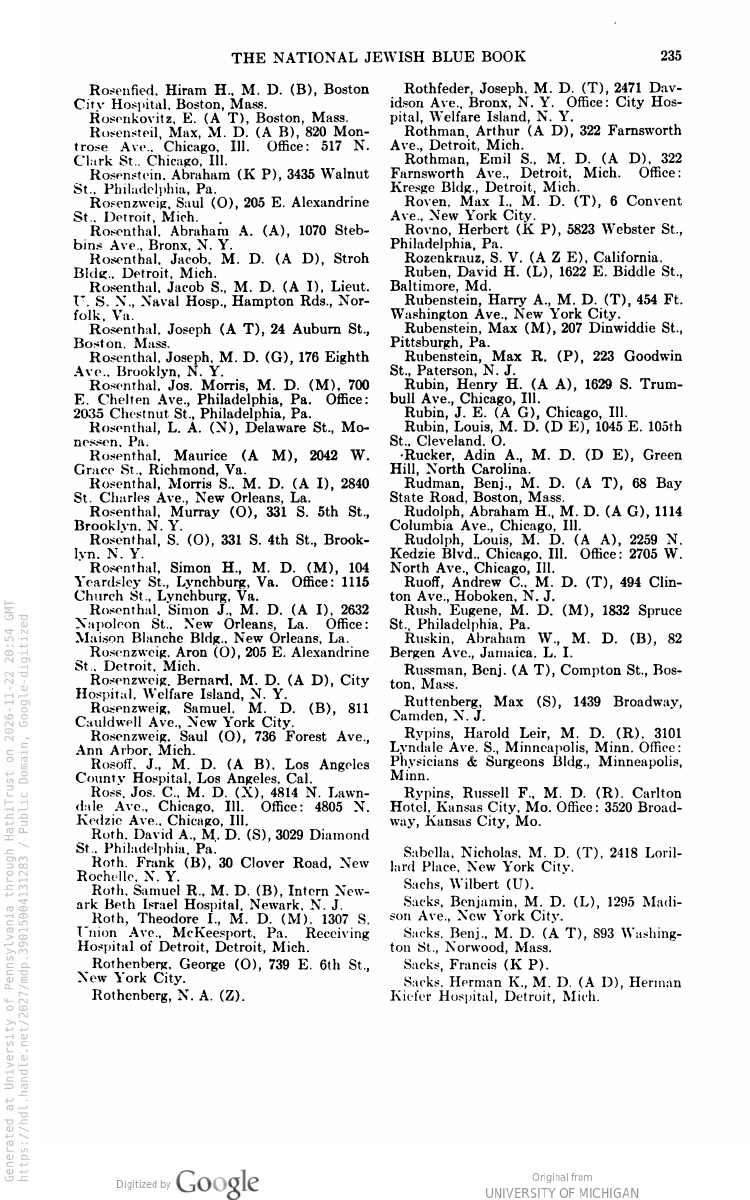 THE NATIONAL JEWISH BLUE BOOK 235
Rosenfied, Hiram H., M. D. (B), Boston
City Hospital, Boston, Mass.
Rosenkovitz, E. (A T), Boston, Mass.
Rosensteil, Max, M. D. (A B), 820 Mon-
trose Ave., Chicago, Ill. Office: 517 N.
Clark St., Chicago, Ill.
Rosenstein, Abraham (K P), 3435 Walnut
St., Philadelphia, Pa.
Rosenzweig, Saul (O), 205 E. Alexandrine
St., Detroit, Mich.
Rosenthal, Abraham A. (A), 1070 Steb-
bins Ave., Bronx, N. Y.
Rosenthal, Jacob, M. D. (A D), Stroh
Bldg., Detroit, Mich.
Rosenthal, Jacob S., M. D. (A I), Lieut.
U. S. N., Naval Hosp., Hampton Rds., Nor-
folk, Va.
Rosenthal, Joseph (A T), 24 Auburn St.,
Boston, Mass.
Rosenthal, Joseph, M. D. (G), 176 Eighth
Ave., Brooklyn, N. Y.
Rosenthal, Jos. Morris, M. D. (M), 700
E. Chelten Ave., Philadelphia, Pa. Office:
2035 Chestnut St., Philadelphia, Pa.
Rosenthal, L. A. (N), Delaware St., Mo-
nessen, Pa.
Rosenthal, Maurice (A M), 2042 W.
Grace St., Richmond, Va.
Rosenthal, Morris S., M. D. (A I), 2840
St. Charles Ave., New Orleans, La.
Rosenthal, Murray (O), 331 S. 5th St.,
Brooklyn, N. Y.
Rosenthal, S. (O), 331 S. 4th St., Brook-
lyn, N. Y.
Rosenthal, Simon H., M. D. (M), 104
Yeardsley St., Lynchburg, Va. Office: 1115
Church St., Lynchburg, Va.
Rosenthal, Simon J., M. D. (A I), 2632
Napoleon St., New Orleans, La. Office:
Maison Blanche Bldg., New Orleans, La.
Rosenzweig, Aron (O), 205 E. Alexandrine
St., Detroit, Mich.
Rosenzweig, Bernard, M. D. (A D), City
Hospital, Welfare Island, N. Y.
Rosenzweig, Samuel, M. D. (B), 811
Cauldwell Ave., New York City.
Rosenzweig, Saul (O), 736 Forest Ave.,
Ann Arbor, Mich.
Rosoff, J., M. D. (A B), Los Angeles
County Hospital, Los Angeles, Cal.
Ross, Jos. C., M. D. (X), 4814 N. Lawn-
dale Ave., Chicago, Ill. Office: 4805 N.
Kedzie Ave., Chicago, Ill.
Roth, David A., M. D. (S), 3029 Diamond
St., Philadelphia, Pa.
Roth, Frank (B), 30 Clover Road, New
Rochelle, N. Y.
Roth, Samuel R., M. D. (B), Intern New-
ark Beth Israel Hospital, Newark, N. J.
Roth, Theodore I., M. D. (M), 1307 S.
Union Ave., McKeesport, Pa. Receiving
Hospital of Detroit, Detroit, Mich.
Rothenberg, George (O), 739 E. 6th St.,
New York City.
Rothenberg, N. A. (Z).
Rothfeder, Joseph, M. D. (T), 2471 Dav-
idson Ave., Bronx, N. Y. Office: City Hos-
pital, Welfare Island, N. Y.
Rothman, Arthur (A D), 322 Farnsworth
Ave., Detroit, Mich.
Rothman, Emil S., M. D. (A D), 322
Farnsworth Ave., Detroit, Mich. Office:
Kresge Bldg., Detroit, Mich.
Roven, Max I., M. D. (T), 6 Convent
Ave., New York City.
Rovno, Herbert (K P), 5823 Webster St.,
Philadelphia, Pa.
Rozenkrauz, S. V. (A Z E), California.
Ruben, David H. (L), 1622 E. Biddle St.,
Baltimore, Md.
Rubenstein, Harry A., M. D. (T), 454 Ft.
Washington Ave., New York City.
Rubenstein, Max (M), 207 Dinwiddie St.,
Pittsburgh, Pa.
Rubenstein, Max R. (P), 223 Goodwin
St., Paterson, N. J.
Rubin, Henry H. (A A), 1629 S. Trum-
bull Ave., Chicago, Ill.
Rubin, J. E. (A G), Chicago, Ill.
Rubin, Louis, M. D. (D E), 1045 E. 105th
St., Cleveland, O.
Rucker, Adin A., M. D. (D E), Green
Hill, North Carolina.
Rudman, Benj., M. D. (A T), 68 Bay
State Road, Boston, Mass.
Rudolph, Abraham H., M. D. (A G), 1114
Columbia Ave., Chicago, Ill.
Rudolph, Louis, M. D. (A A), 2259 N.
Kedzie Blvd., Chicago, Ill. Office: 2705 W.
North Ave., Chicago, Ill.
Ruoff, Andrew C., M. D. (T), 494 Clin-
ton Ave., Hoboken, N. J.
Rush, Eugene, M. D. (M), 1832 Spruce
St., Philadelphia, Pa.
Ruskin, Abraham W., M. D. (B), 82
Bergen Ave., Jamaica, L. I.
Russman, Benj. (A T), Compton St., Bos-
ton, Mass.
Ruttenberg, Max (S), 1439 Broadway,
Camden, N. J.
Rypins, Harold Leir, M. D. (R), 3101
Lyndale Ave. S., Minneapolis, Minn. Office:
Physicians & Surgeons Bldg., Minneapolis,
Minn.
Rypins, Russell F., M. D. (R), Carlton
Hotel, Kansas City, Mo. Office: 3520 Broad-
way, Kansas City, Mo.
Sabella, Nicholas, M. D. (T), 2418 Loril-
lard Place, New York City.
Sachs, Wilbert (U).
Sacks, Benjamin, M. D. (L), 1295 Madi-
son Ave., New York City.
Sacks, Benj., M. D. (A T), 893 Washing-
ton St., Norwood, Mass.
Sacks, Francis (K P).
Sacks, Herman K., M. D. (A D), Herman
Kiefer Hospital, Detroit, Mich.
Generated at University of Pennsylvania through HathiTrust on 2026-11-22 20:54 GMT
https://hdl.handle.net/2027/mdp.39015004131283 / Public Domain, Google-digitized
Digitized by Google
Original from
UNIVERSITY OF MICHIGAN